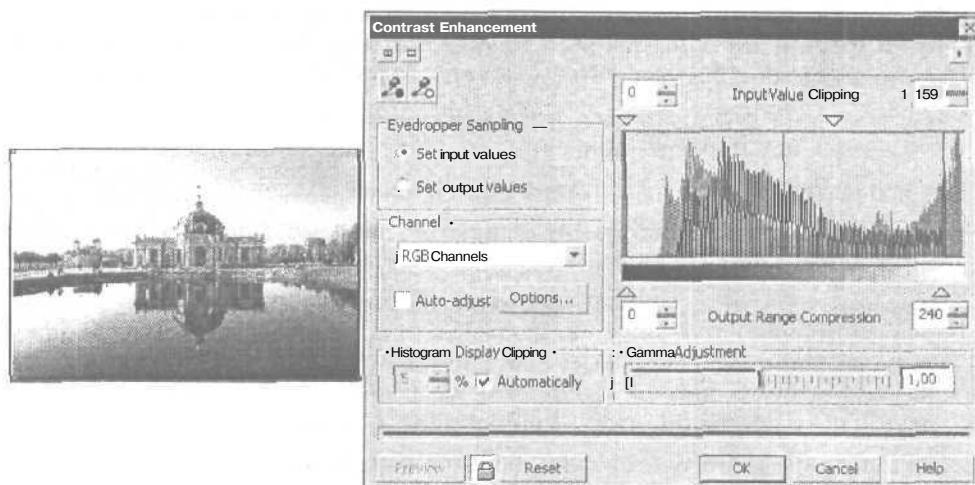 Contrast Enhancement
0 Input Value Clipping 1 159
Eyedropper Sampling
Set input values
Set output values
Channel
RGB Channels
Auto-adjust Options...
0 Output Range Compression 240
Histogram Display Clipping
5 % Automatically
Gamma Adjustment
1,00
Preview Reset OK Cancel Help